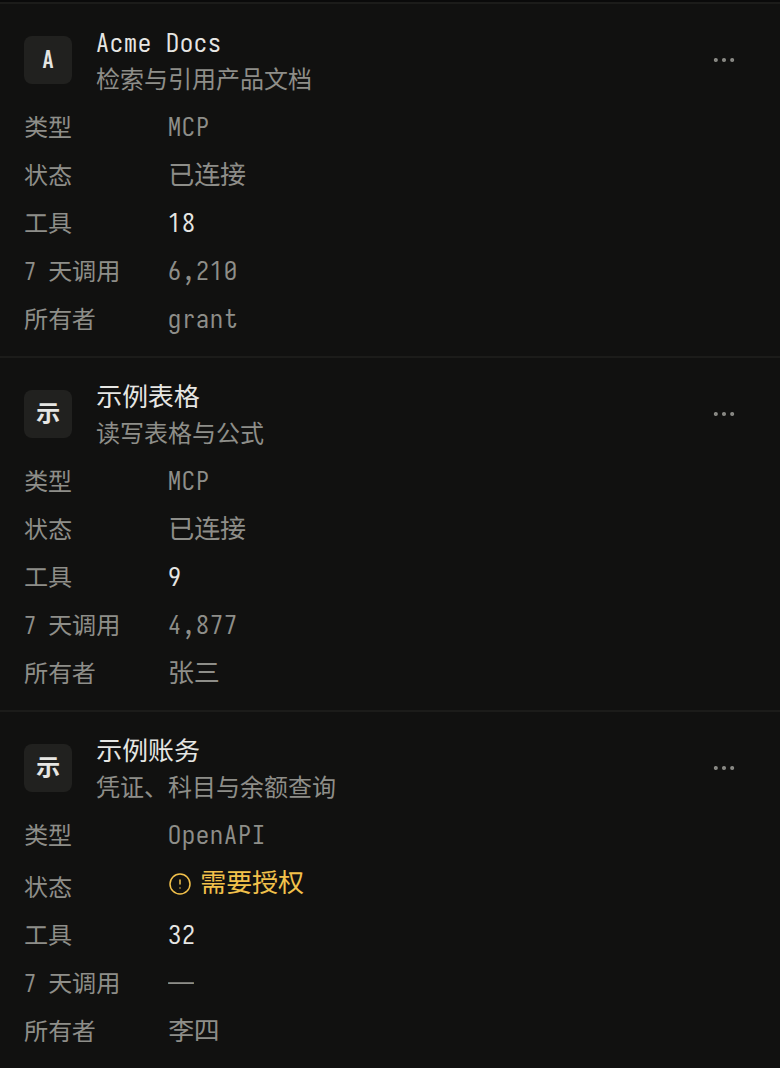 A
Acme Docs
检索与引用产品文档
类型 MCP
状态 已连接
工具 18
7 天调用 6,210
所有者 grant
示
示例表格
读写表格与公式
类型 MCP
状态 已连接
工具 9
7 天调用 4,877
所有者 张三
示
示例账务
凭证、科目与余额查询
类型 OpenAPI
状态 需要授权
工具 32
7 天调用 —
所有者 李四